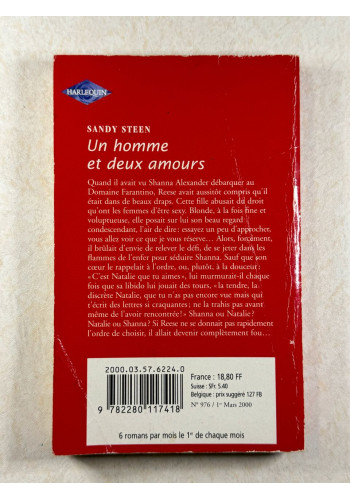 HARLEQUIN
SANDY STEEN
Un homme
et deux amours
Quand il avait vu Shanna Alexander débarquer au
Domaine Farantino, Reese avait aussitôt compris qu'il
était dans de beaux draps. Cette fille abusait du droit
qu'ont les femmes d'être sexy. Blonde, à la fois fine et
voluptueuse, elle posait sur lui son beau regard
condescendant, l'air de dire : essayez un peu d'approcher,
vous allez voir ce que je vous réserve... Alors, forcément,
il brûlait d'envie de relever le défi, de se jeter dans les
flammes de l'enfer pour séduire Shanna. Sauf que son
cœur le rappelait à l'ordre, ou, plutôt, à la douceur :
« C'est Natalie que tu aimes », lui murmurait-il chaque
fois que sa libido lui jouait des tours, « la tendre, la
discrète Natalie, que tu n'as pas encore vue mais qui
t'écrit des lettres si craquantes ; ne la trahis pas avant
même de l'avoir rencontrée ! » Shanna ou Natalie ?
Natalie ou Shanna ? Si Reese ne se donnait pas rapidement
l'ordre de choisir, il allait devenir complètement fou...
2000.03.57.6224.0
9 782280 117418
France : 18,80 FF
Suisse : SFr. 5.40
Belgique : prix suggéré 127 FB
N° 976 / 1er Mars 2000
6 romans par mois le 1er de chaque mois